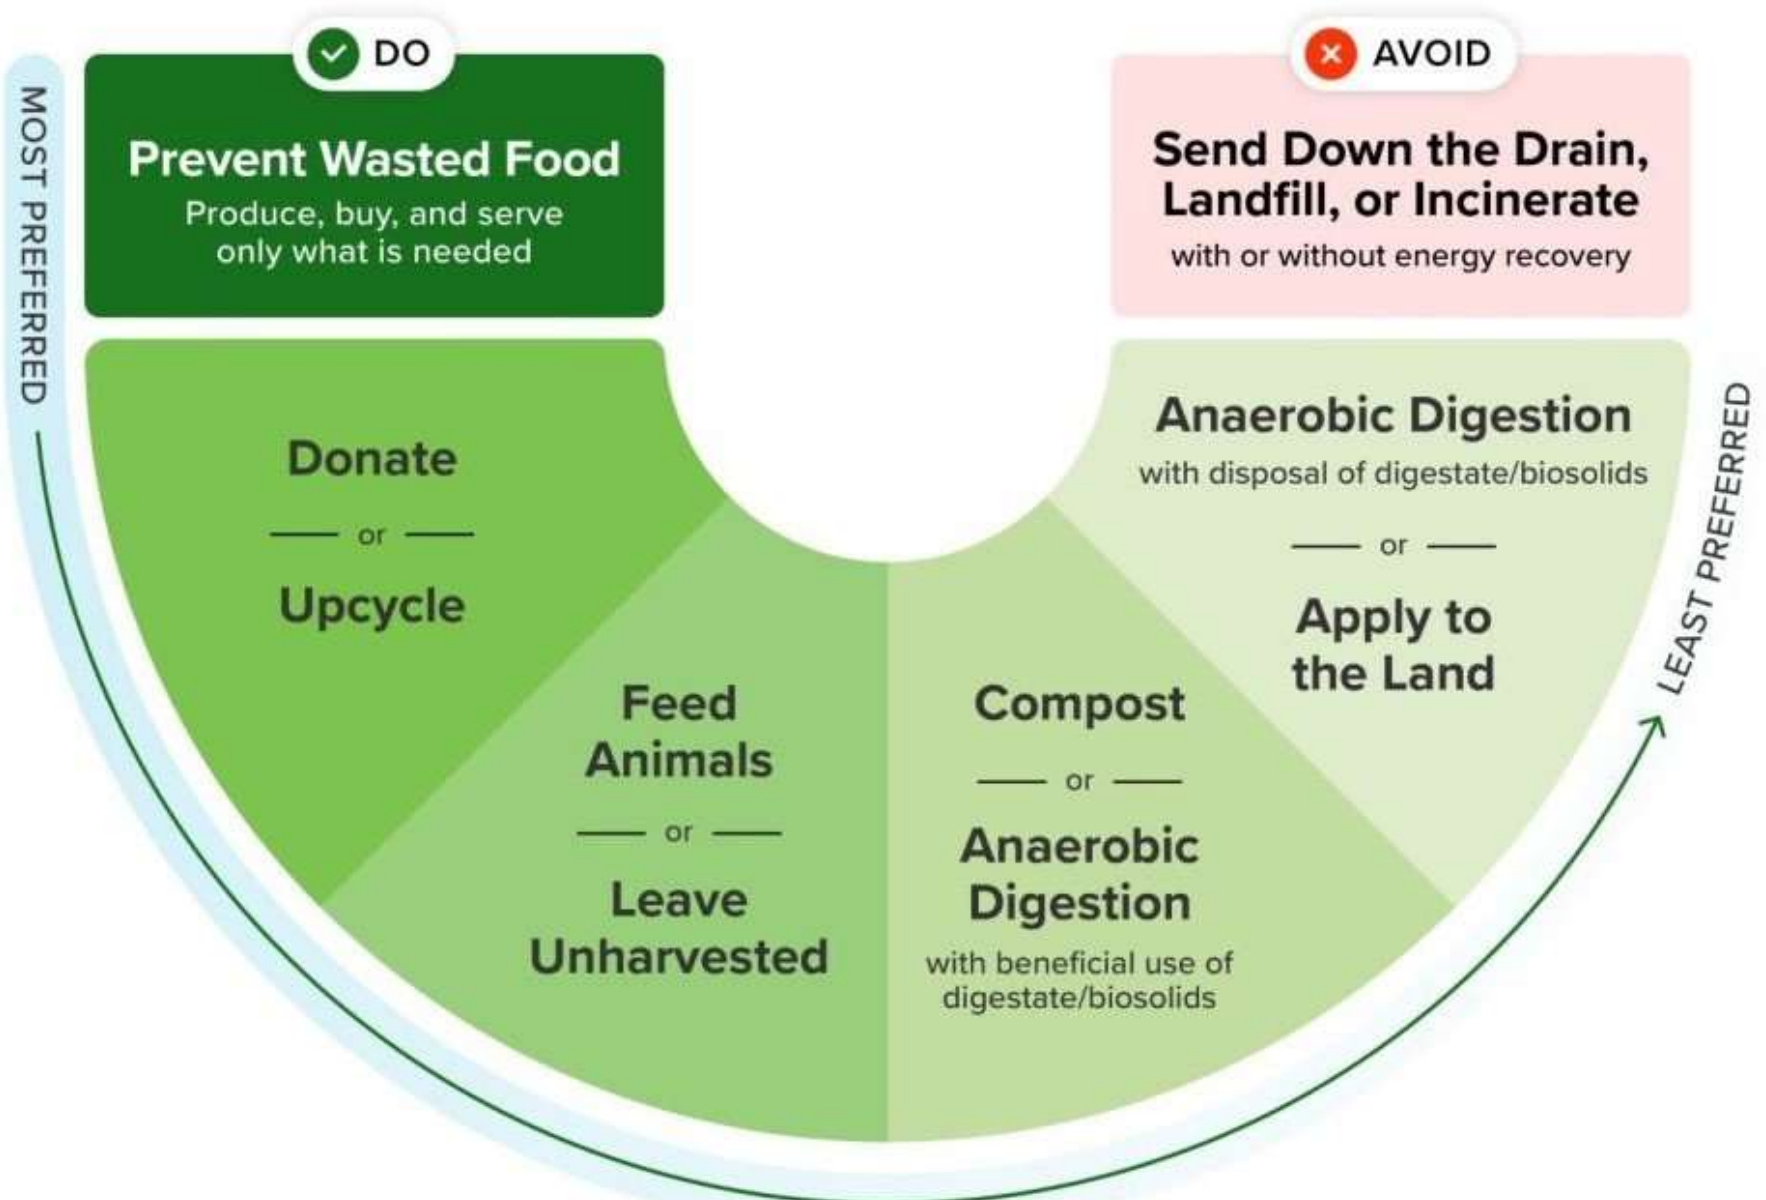 DO
Prevent Wasted Food
Produce, buy, and serve
only what is needed
MOST PREFERRED
Donate
or
Upcycle
Feed
Animals
or
Leave
Unharvested
Compost
or
Anaerobic
Digestion
with beneficial use of
digestate/biosolids
Anaerobic Digestion
with disposal of digestate/biosolids
or
Apply to
the Land
LEAST PREFERRED
AVOID
Send Down the Drain,
Landfill, or Incinerate
with or without energy recovery